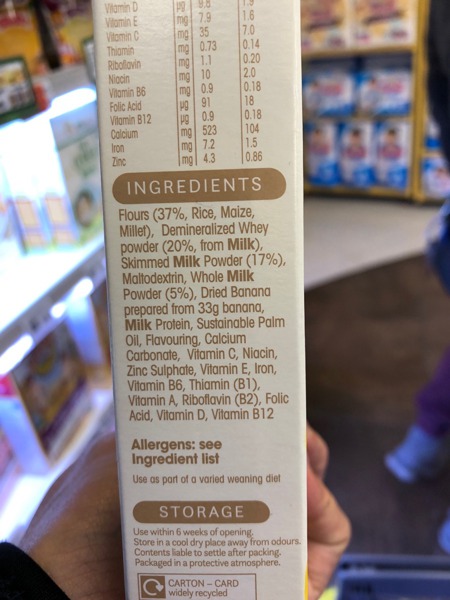 Vitamin D µg 9.8 1.9
Vitamin E mg 7.9 1.6
Vitamin C mg 35 7.0
Thiamin mg 0.73 0.14
Riboflavin mg 1.1 0.20
Niacin mg 10 2.0
Vitamin B6 mg 0.9 0.18
Folic Acid µg 91 18
Vitamin B12 µg 0.9 0.18
Calcium mg 523 104
Iron mg 7.2 1.5
Zinc mg 4.3 0.86
INGREDIENTS
Flours (37%, Rice, Maize,
Millet), Demineralized Whey
powder (20%, from Milk),
Skimmed Milk Powder (17%),
Maltodextrin, Whole Milk
Powder (5%), Dried Banana
prepared from 33g banana,
Milk Protein, Sustainable Palm
Oil, Flavouring, Calcium
Carbonate, Vitamin C, Niacin,
Zinc Sulphate, Vitamin E, Iron,
Vitamin B6, Thiamin (B1),
Vitamin A, Riboflavin (B2), Folic
Acid, Vitamin D, Vitamin B12
Allergens: see
Ingredient list
Use as part of a varied weaning diet
STORAGE
Use within 6 weeks of opening.
Store in a cool dry place away from odours.
Contents liable to settle after packing.
Packaged in a protective atmosphere.
CARTON – CARD
widely recycled